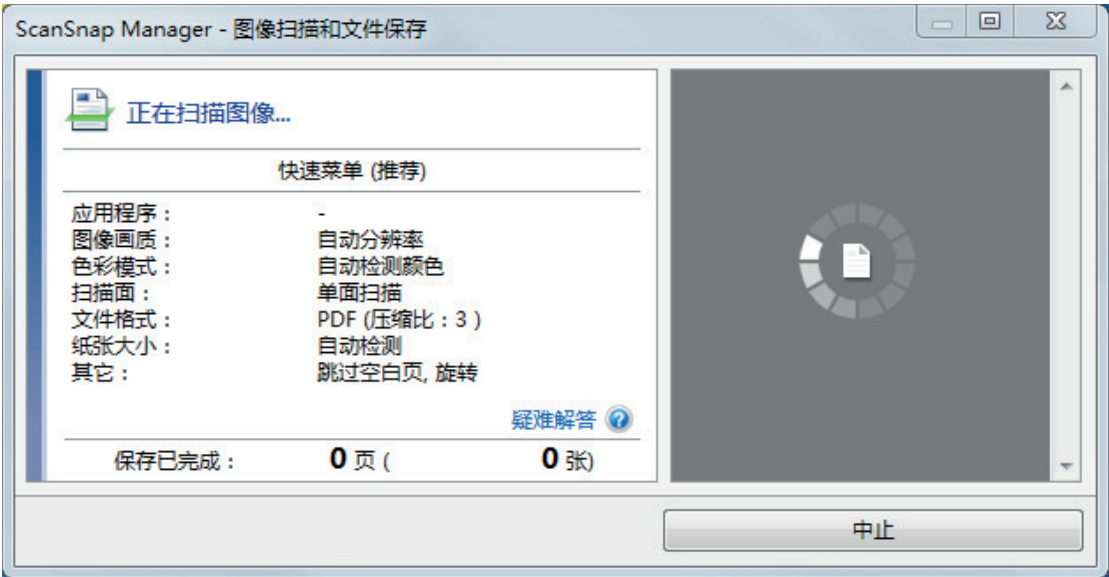 ScanSnap Manager - 图像扫描和文件保存
正在扫描图像...
快速菜单 (推荐)
应用程序： -
图像画质： 自动分辨率
色彩模式： 自动检测颜色
扫描面： 单面扫描
文件格式： PDF (压缩比：3 )
纸张大小： 自动检测
其它： 跳过空白页, 旋转
疑难解答
保存已完成： 0 页 ( 0 张)
中止